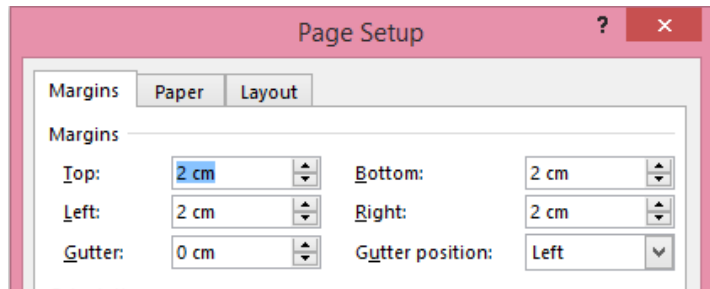 Page Setup ? ×
Margins Paper Layout
Margins
Top: 2 cm Bottom: 2 cm
Left: 2 cm Right: 2 cm
Gutter: 0 cm Gutter position: Left